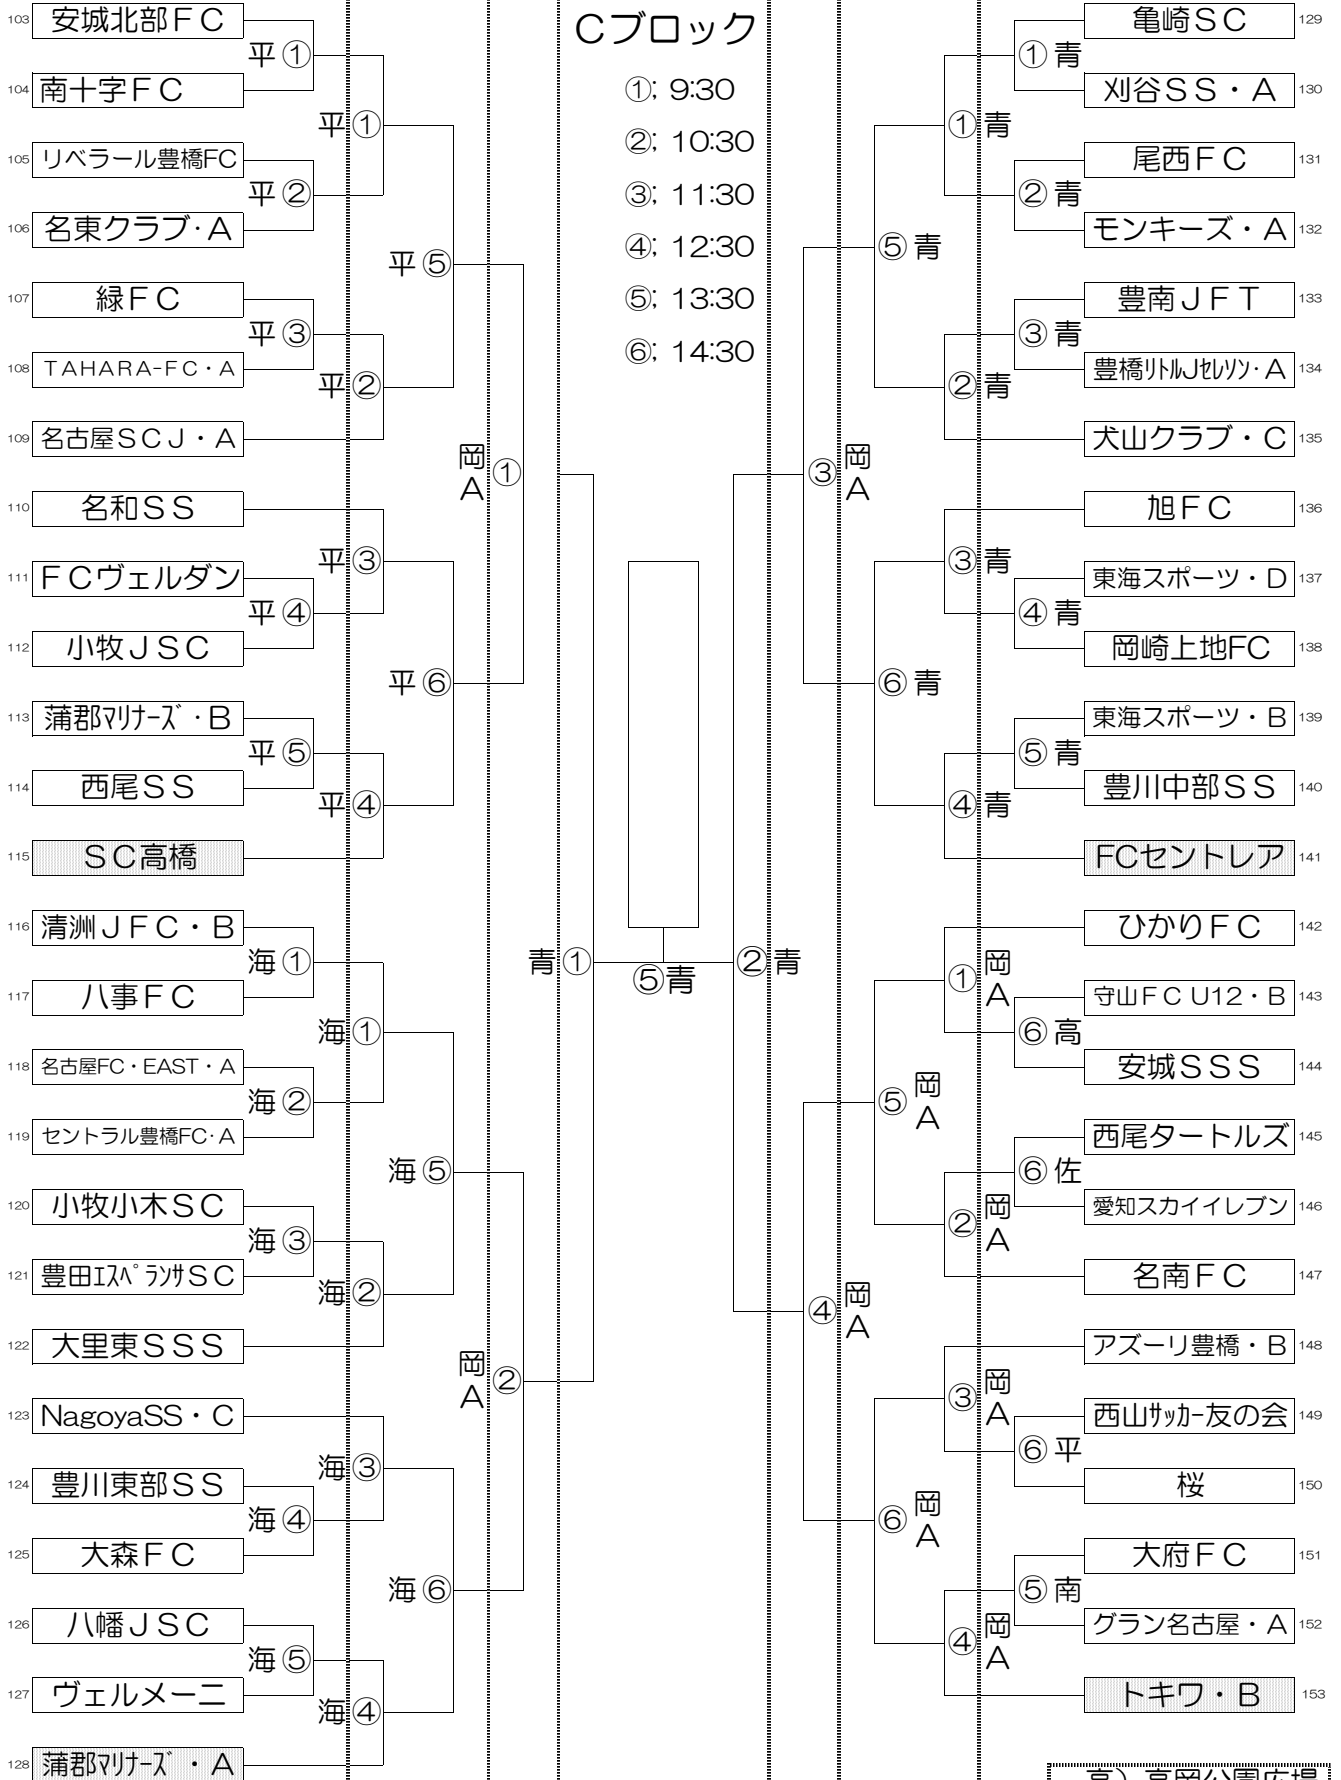 Cブロック
①; 9:30
②; 10:30
③; 11:30
④; 12:30
⑤; 13:30
⑥; 14:30
103 安城北部ＦＣ
平①
104 南十字ＦＣ
平①
105 リベラール豊橋FC
平②
106 名東クラブ・A
平⑤
107 緑ＦＣ
平③
108 ＴＡＨＡＲＡ-ＦＣ・Ａ
平②
109 名古屋ＳＣＪ・Ａ
岡A①
110 名和ＳＳ
平③
111 ＦＣヴェルダン
平④
112 小牧ＪＳＣ
平⑥
113 蒲郡ﾏﾘﾅｰｽﾞ・B
平⑤
114 西尾ＳＳ
平④
115 ＳＣ高橋
116 清洲ＪＦＣ・Ｂ
海①
青①
117 八事ＦＣ
海①
118 名古屋FC・EAST・A
海②
119 セントラル豊橋FC・A
海⑤
120 小牧小木ＳＣ
海③
121 豊田ｴｽﾍﾟﾗﾝｻＳＣ
海②
122 大里東ＳＳＳ
岡A②
123 NagoyaSS・C
海③
124 豊川東部ＳＳ
海④
125 大森ＦＣ
海⑥
126 八幡ＪＳＣ
海⑤
127 ヴェルメーニ
海④
128 蒲郡ﾏﾘﾅｰｽﾞ・A
⑤青
亀崎ＳＣ 129
①青
刈谷ＳＳ・Ａ 130
①青
尾西ＦＣ 131
②青
モンキーズ・Ａ 132
⑤青
豊南ＪＦＴ 133
③青
豊橋ﾘﾄﾙJｾﾚｿﾝ・A 134
②青
犬山クラブ・Ｃ 135
③岡A
旭ＦＣ 136
③青
東海スポーツ・D 137
④青
岡崎上地FC 138
⑥青
東海スポーツ・B 139
⑤青
豊川中部ＳＳ 140
④青
FCセントレア 141
ひかりＦＣ 142
②青
①岡A
守山ＦＣ U12・B 143
⑥高
安城ＳＳＳ 144
⑤岡A
西尾タートルズ 145
⑥佐
愛知スカイイレブン 146
②岡A
名南ＦＣ 147
④岡A
アズーリ豊橋・B 148
③岡A
西山ｻｯｶｰ友の会 149
⑥平
桜 150
⑥岡A
大府ＦＣ 151
⑤南
グラン名古屋・A 152
④岡A
トキワ・B 153
高）高岡公園広場